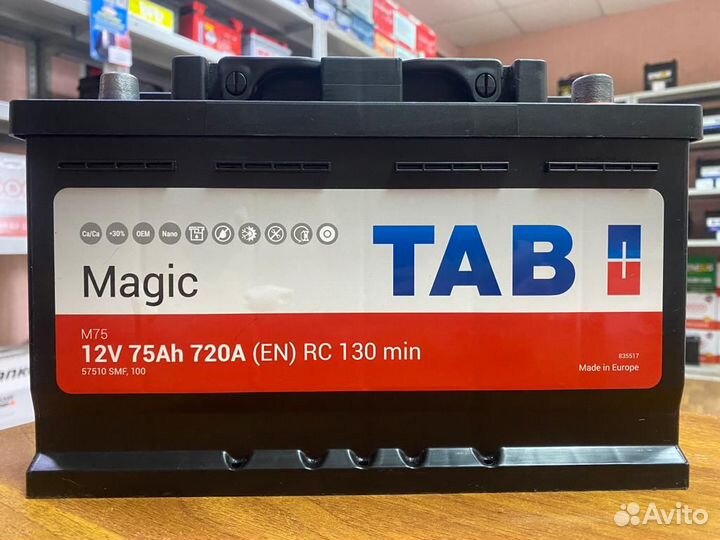 Ca/Ca +30% OEM Nano
TAB
Magic
M75
12V 75Ah 720A (EN) RC 130 min
57510 SMF, 100
835517
Made in Europe
Avito